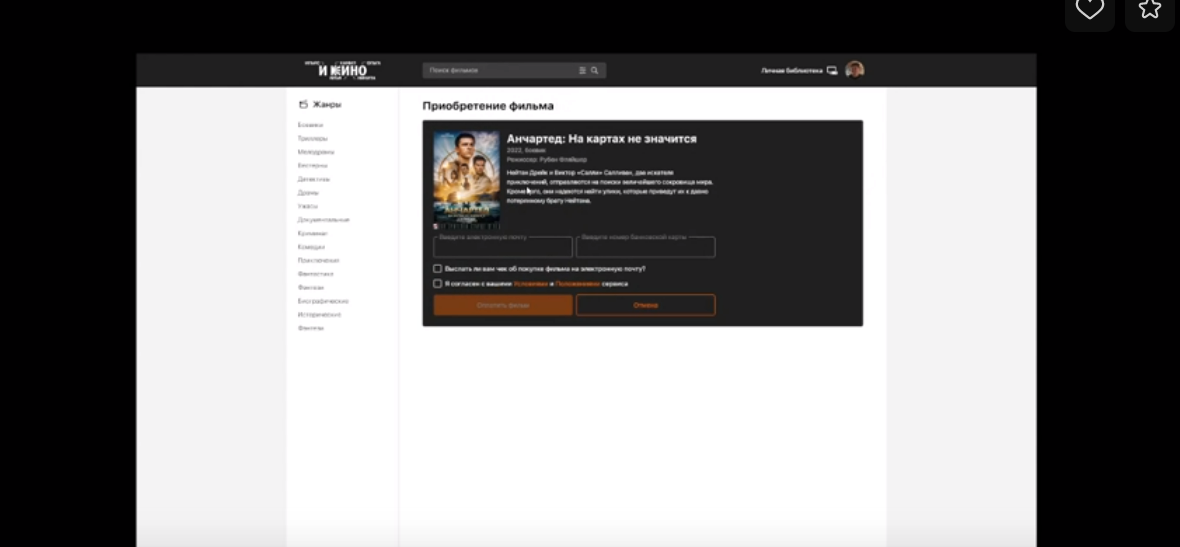 И КИНО
Поиск фильмов
Личная библиотека
Жанры
Боевики
Триллеры
Мелодрамы
Вестерны
Детективы
Драмы
Ужасы
Документальные
Криминал
Комедии
Приключения
Фантастика
Фэнтези
Биографические
Исторические
Фэнтези
Приобретение фильма
Анчартед: На картах не значится
2022, Боевик
Режиссер: Рубен Флейшер
Нейтан Дрейк и Виктор «Салли» Салливан, два искателя
приключений, отправляются на поиски величайшего сокровища мира.
Кроме того, они надеются найти улики, которые приведут их к давно
потерянному брату Нейтана.
Введите электронную почту
Введите номер банковской карты
Выслать ли вам чек об покупке фильма на электронную почту?
Я согласен с вашими Условиями и Положениями сервиса
Оплатить фильм
Отмена